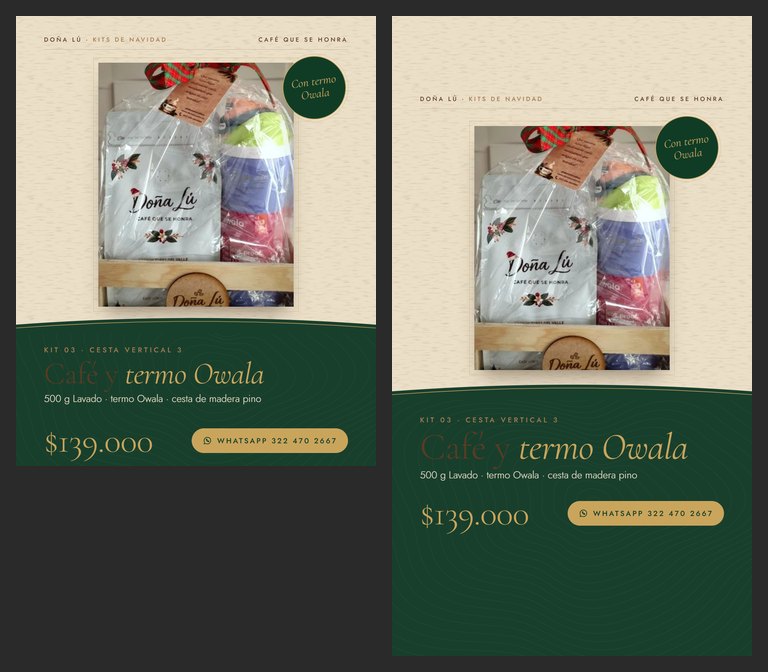 DOÑA LÚ · KITS DE NAVIDAD
CAFÉ QUE SE HONRA
Con termo
Owala
Doña Lú
CAFÉ QUE SE HONRA
Doña Lú
KIT 03 · CESTA VERTICAL 3
Café y termo Owala
500 g Lavado · termo Owala · cesta de madera pino
$139.000
WHATSAPP 322 470 2667
DOÑA LÚ · KITS DE NAVIDAD
CAFÉ QUE SE HONRA
Con termo
Owala
Doña Lú
CAFÉ QUE SE HONRA
Doña Lú
KIT 03 · CESTA VERTICAL 3
Café y termo Owala
500 g Lavado · termo Owala · cesta de madera pino
$139.000
WHATSAPP 322 470 2667